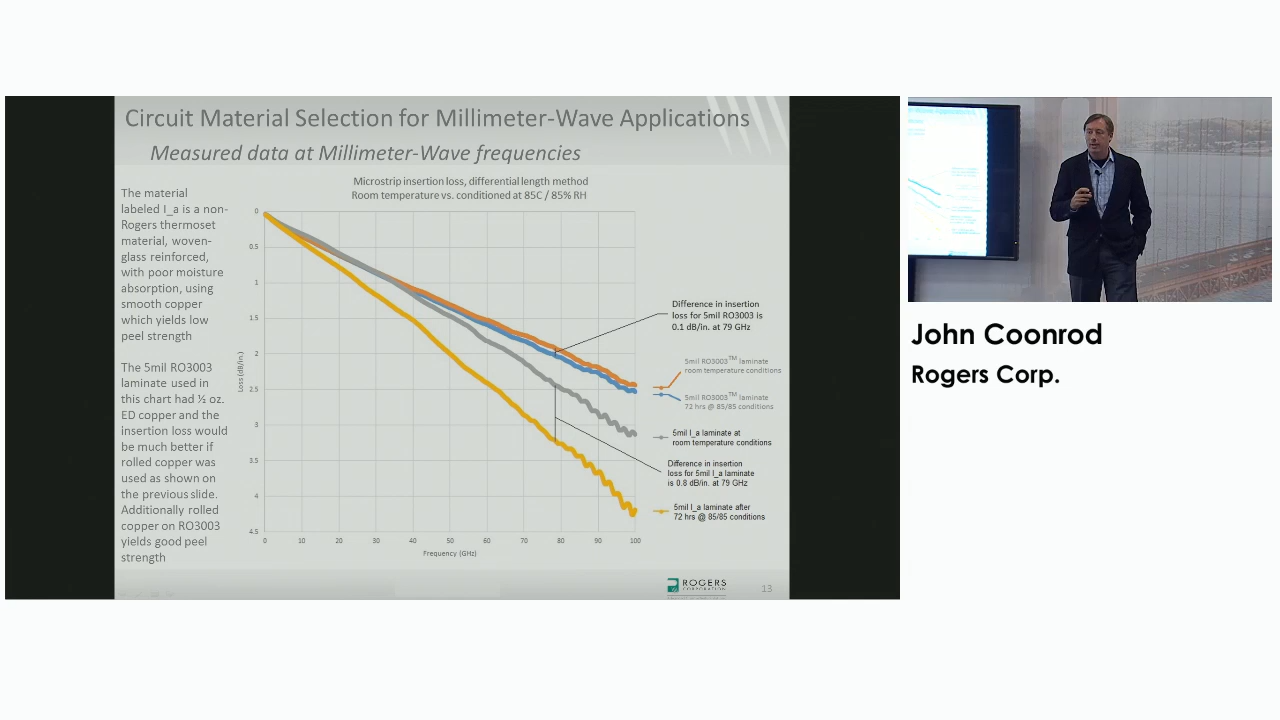 Circuit Material Selection for Millimeter-Wave Applications
Measured data at Millimeter-Wave frequencies
The material
labeled I_a is a non-
Rogers thermoset
material, woven-
glass reinforced,
with poor moisture
absorption, using
smooth copper
which yields low
peel strength
The 5mil RO3003
laminate used in
this chart had ½ oz.
ED copper and the
insertion loss would
be much better if
rolled copper was
used as shown on
the previous slide.
Additionally rolled
copper on RO3003
yields good peel
strength
Microstrip insertion loss, differential length method
Room temperature vs. conditioned at 85C / 85% RH
0
0.5
1
1.5
2
2.5
3
3.5
4
4.5
Loss (dB/in.)
0 10 20 30 40 50 60 70 80 90 100
Frequency (GHz)
Difference in insertion
loss for 5mil RO3003 is
0.1 dB/in. at 79 GHz
5mil RO3003™ laminate
room temperature conditions
5mil RO3003™ laminate
72 hrs @ 85/85 conditions
5mil I_a laminate at
room temperature conditions
Difference in insertion
loss for 5mil I_a laminate
is 0.8 dB/in. at 79 GHz
5mil I_a laminate after
72 hrs @ 85/85 conditions
ROGERS
CORPORATION
13
John Coonrod
Rogers Corp.